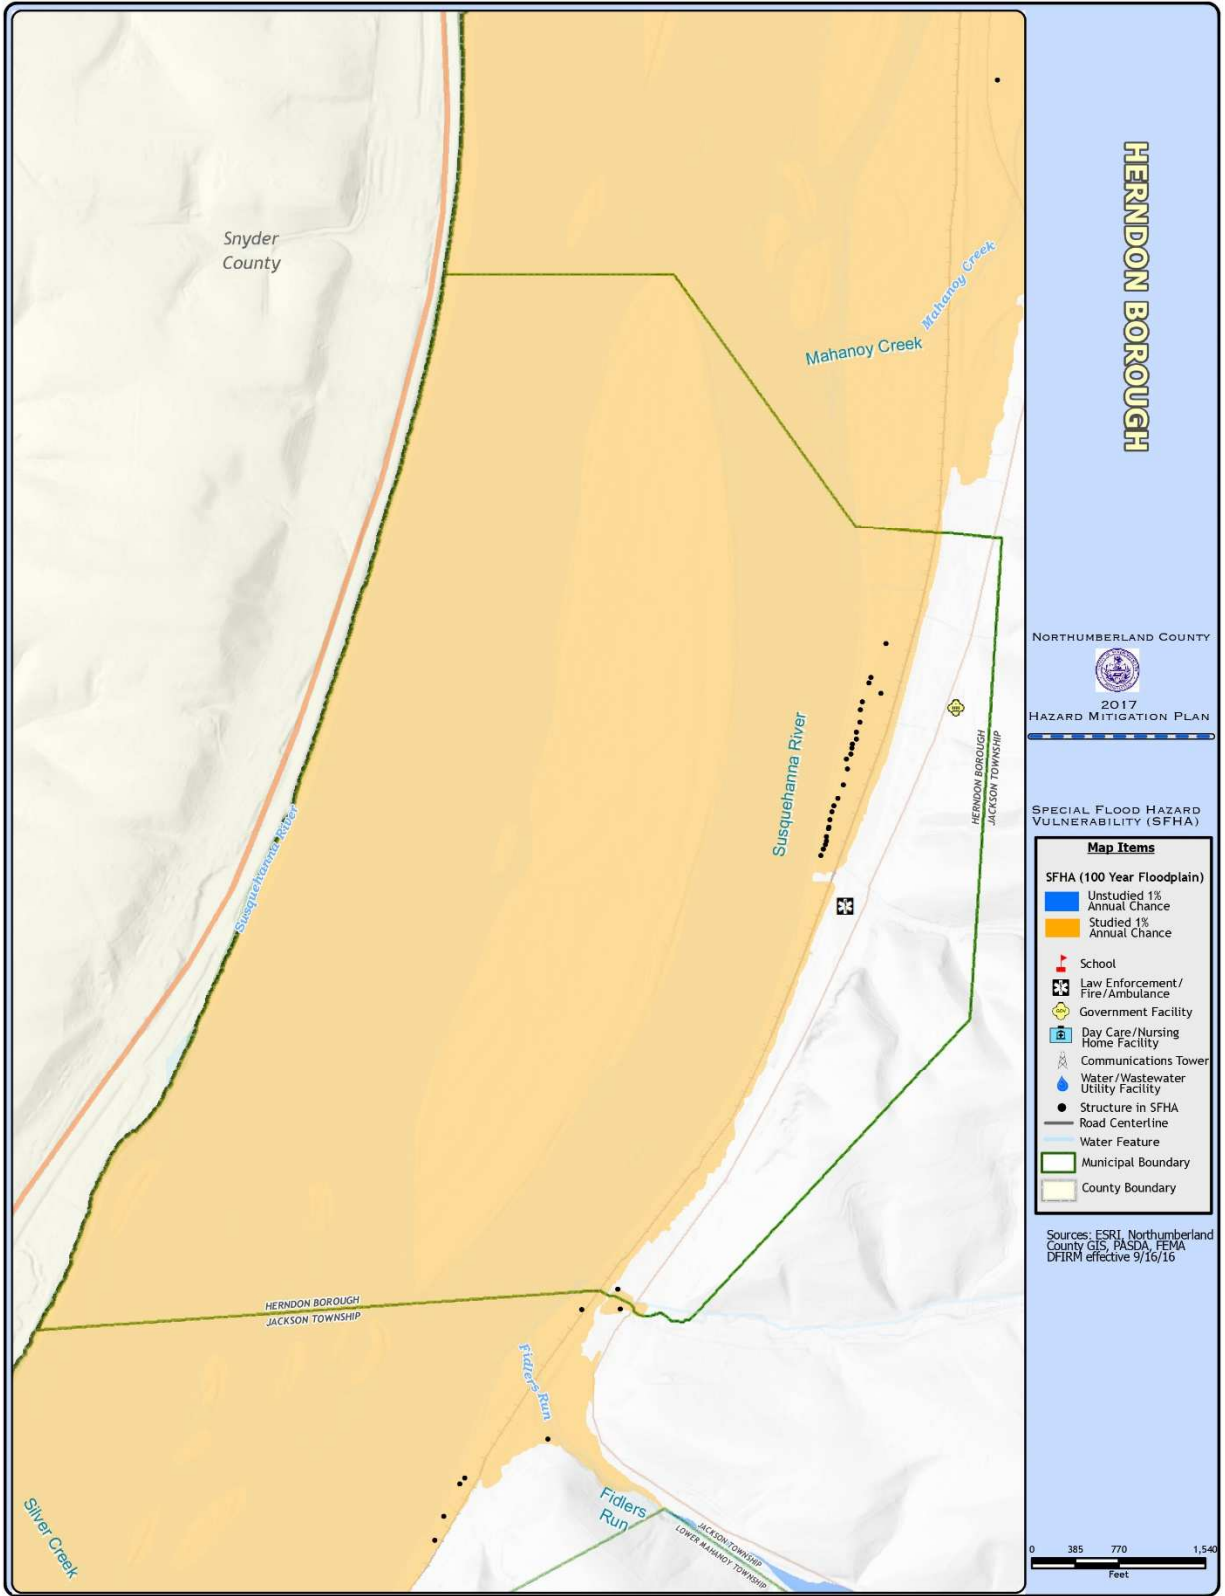 Snyder
County
Mahanoy Creek
Mahanoy Creek
Susquehanna River
Susquehanna River
HERNDON BOROUGH
JACKSON TOWNSHIP
HERNDON BOROUGH
JACKSON TOWNSHIP
Fidlers Run
Fidlers
Run
Silver Creek
JACKSON TOWNSHIP
LOWER MAHANOY TOWNSHIP
HERNDON BOROUGH
NORTHUMBERLAND COUNTY
2017
HAZARD MITIGATION PLAN
SPECIAL FLOOD HAZARD
VULNERABILITY (SFHA)
Map Items
SFHA (100 Year Floodplain)
Unstudied 1%
Annual Chance
Studied 1%
Annual Chance
School
Law Enforcement/
Fire/Ambulance
Government Facility
Day Care/Nursing
Home Facility
Communications Tower
Water/Wastewater
Utility Facility
Structure in SFHA
Road Centerline
Water Feature
Municipal Boundary
County Boundary
Sources: ESRI, Northumberland
County GIS, PASDA, FEMA
DFIRM effective 9/16/16
0 385 770 1,540
Feet